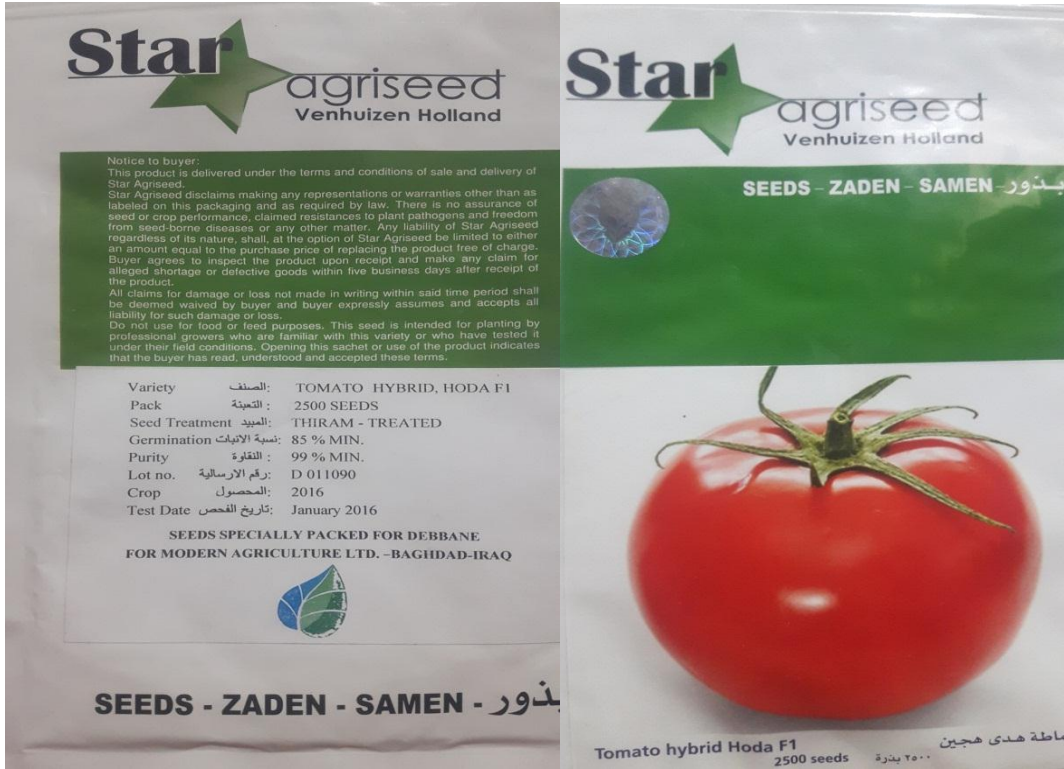 Star
agriseed
Venhuizen Holland
Notice to buyer:
This product is delivered under the terms and conditions of sale and delivery of
Star Agriseed.
Star Agriseed disclaims making any representations or warranties other than as
labeled on this packaging and as required by law. There is no assurance of
seed or crop performance, claimed resistances to plant pathogens and freedom
from seed-borne diseases or any other matter. Any liability of Star Agriseed
regardless of its nature, shall, at the option of Star Agriseed be limited to either
an amount equal to the purchase price of replacing the product free of charge.
Buyer agrees to inspect the product upon receipt and make any claim for
alleged shortage or defective goods within five business days after receipt of
the product.
All claims for damage or loss not made in writing within said time period shall
be deemed waived by buyer and buyer expressly assumes and accepts all
liability for such damage or loss.
Do not use for food or feed purposes. This seed is intended for planting by
professional growers who are familiar with this variety or who have tested it
under their field conditions. Opening this sachet or use of the product indicates
that the buyer has read, understood and accepted these terms.
Variety الصنف: TOMATO HYBRID, HODA F1
Pack التعبئة : 2500 SEEDS
Seed Treatment المبيد: THIRAM - TREATED
Germination نسبة الانبات: 85 % MIN.
Purity النقاوة : 99 % MIN.
Lot no. رقم الارسالية: D 011090
Crop المحصول: 2016
Test Date تاريخ الفحص: January 2016
SEEDS SPECIALLY PACKED FOR DEBBANE
FOR MODERN AGRICULTURE LTD. –BAGHDAD-IRAQ
SEEDS - ZADEN - SAMEN - بذور
Star
agriseed
Venhuizen Holland
SEEDS - ZADEN - SAMEN - بذور
Tomato hybrid Hoda F1 هدى هجين
2500 seeds ٢٥٠٠ بذرة